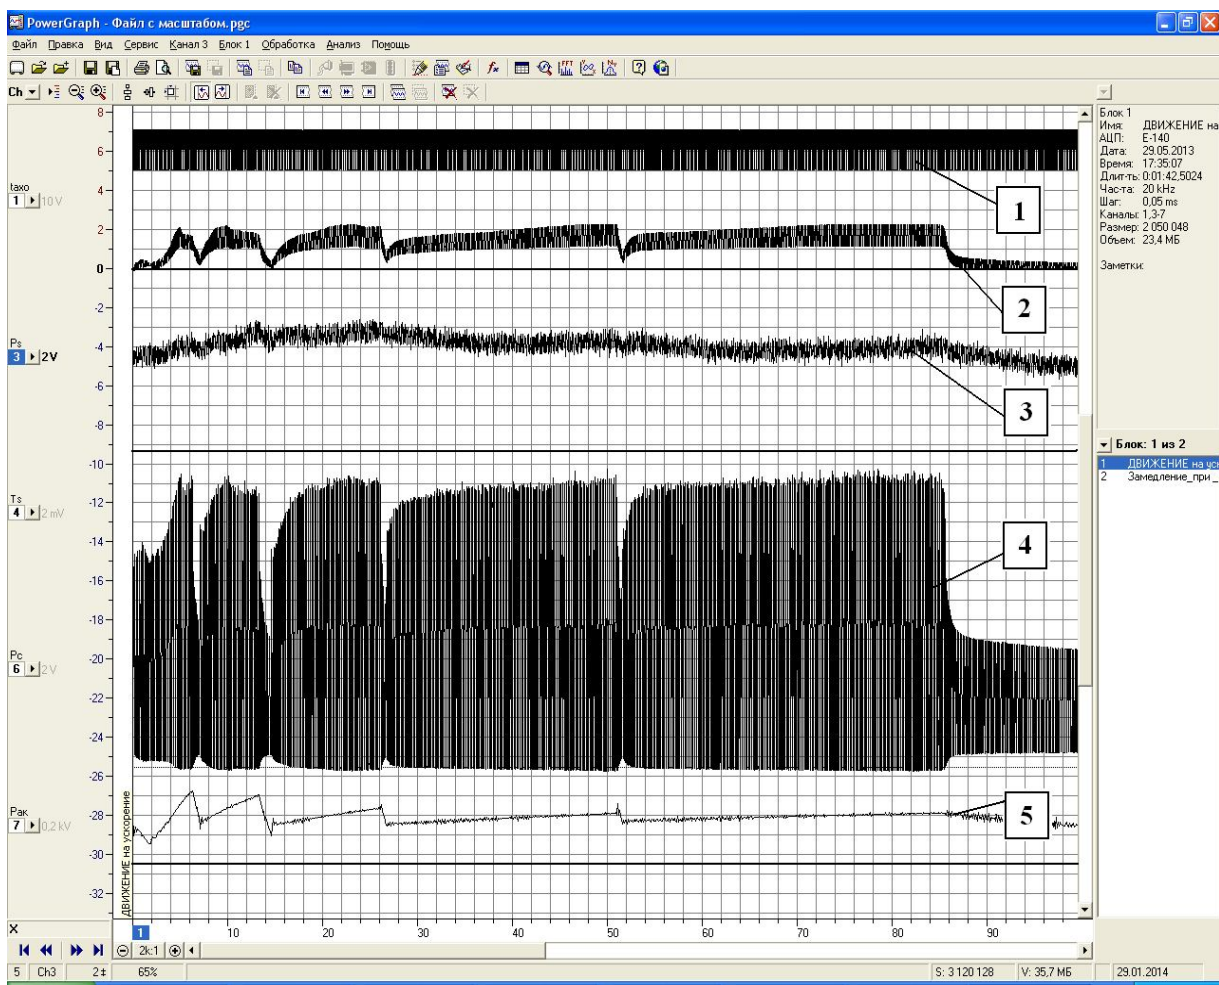 PowerGraph - Файл с масштабом.pgc
Файл Правка Вид Сервис Канал 3 Блок 1 Обработка Анализ Помощь
Ch
8
6
4
2
0
-2
-4
-6
-8
-10
-11
-12
-14
-16
-18
-20
-22
-24
-26
-28
-30
-32
taxo
1 10 V
Ps
3 2 V
Ts
4 2 mV
Pc
6 2 V
Рак
7 0,2 kV
1
2
3
4
5
ДВИЖЕНИЕ на ускорение
Блок 1
Имя: ДВИЖЕНИЕ на
АЦП: E-140
Дата: 29.05.2013
Время: 17:35:07
Длит-ть: 0:01:42,5024
Час-та: 20 kHz
Шаг: 0,05 ms
Каналы: 1,3-7
Размер: 2 050 048
Объем: 23,4 МБ
Заметки:
Блок: 1 из 2
1 ДВИЖЕНИЕ на уск
2 Замедление_при_
X
1 10 20 30 40 50 60 70 80 90
2k:1
5 Ch3 2 65% S: 3 120 128 V: 35,7 МБ 29.01.2014